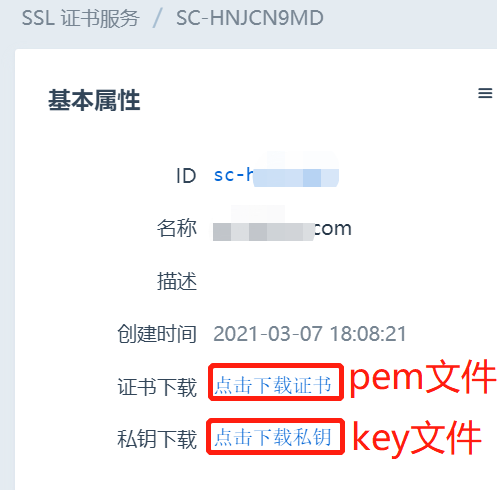 SSL 证书服务 / SC-HNJCN9MD
基本属性
ID sc-h
名称 .com
描述
创建时间 2021-03-07 18:08:21
证书下载 点击下载证书 pem文件
私钥下载 点击下载私钥 key文件